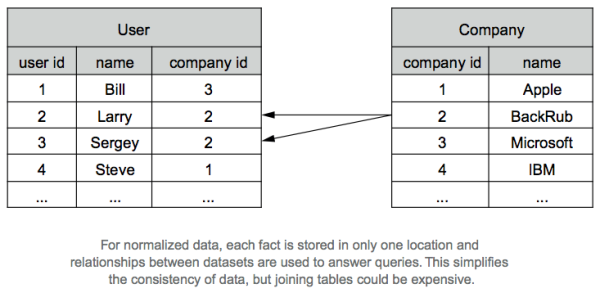 User Company
user id name company id company id name
1 Bill 3 1 Apple
2 Larry 2 2 BackRub
3 Sergey 2 3 Microsoft
4 Steve 1 4 IBM
... ... ... ... ...
For normalized data, each fact is stored in only one location and
relationships between datasets are used to answer queries. This simplifies
the consistency of data, but joining tables could be expensive.